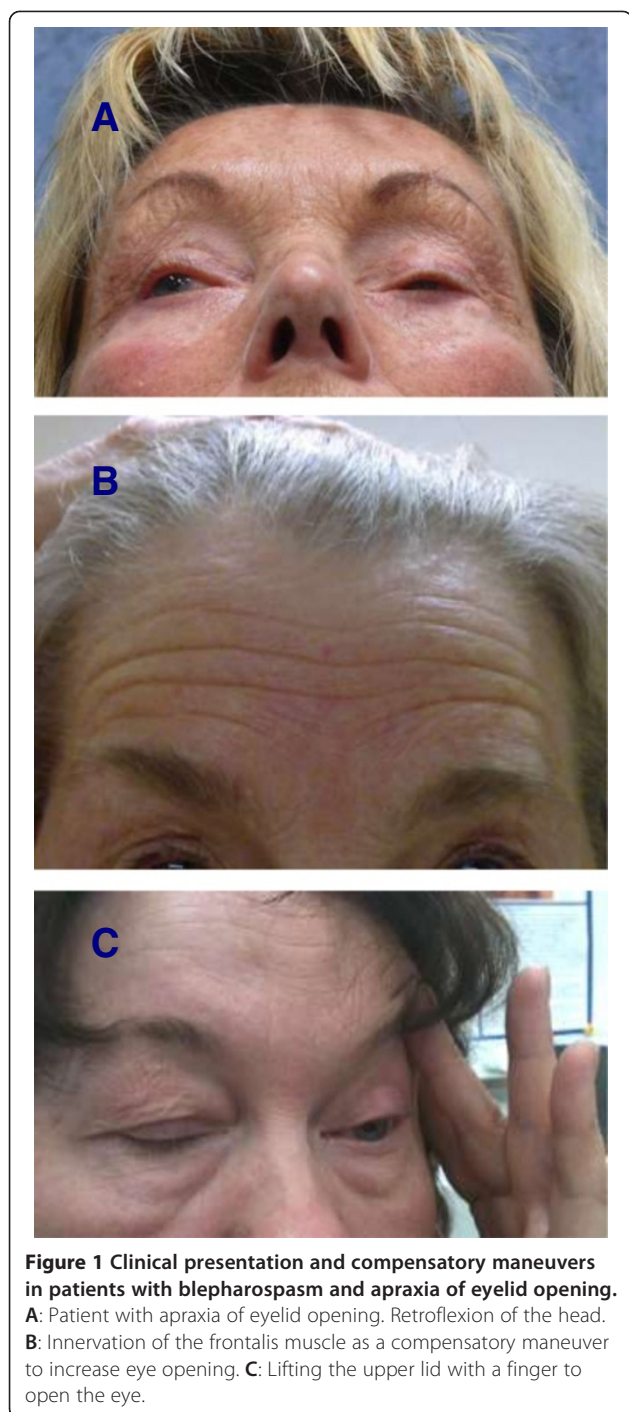 A
B
C
Figure 1 Clinical presentation and compensatory maneuvers
in patients with blepharospasm and apraxia of eyelid opening.
A: Patient with apraxia of eyelid opening. Retroflexion of the head.
B: Innervation of the frontalis muscle as a compensatory maneuver
to increase eye opening. C: Lifting the upper lid with a finger to
open the eye.